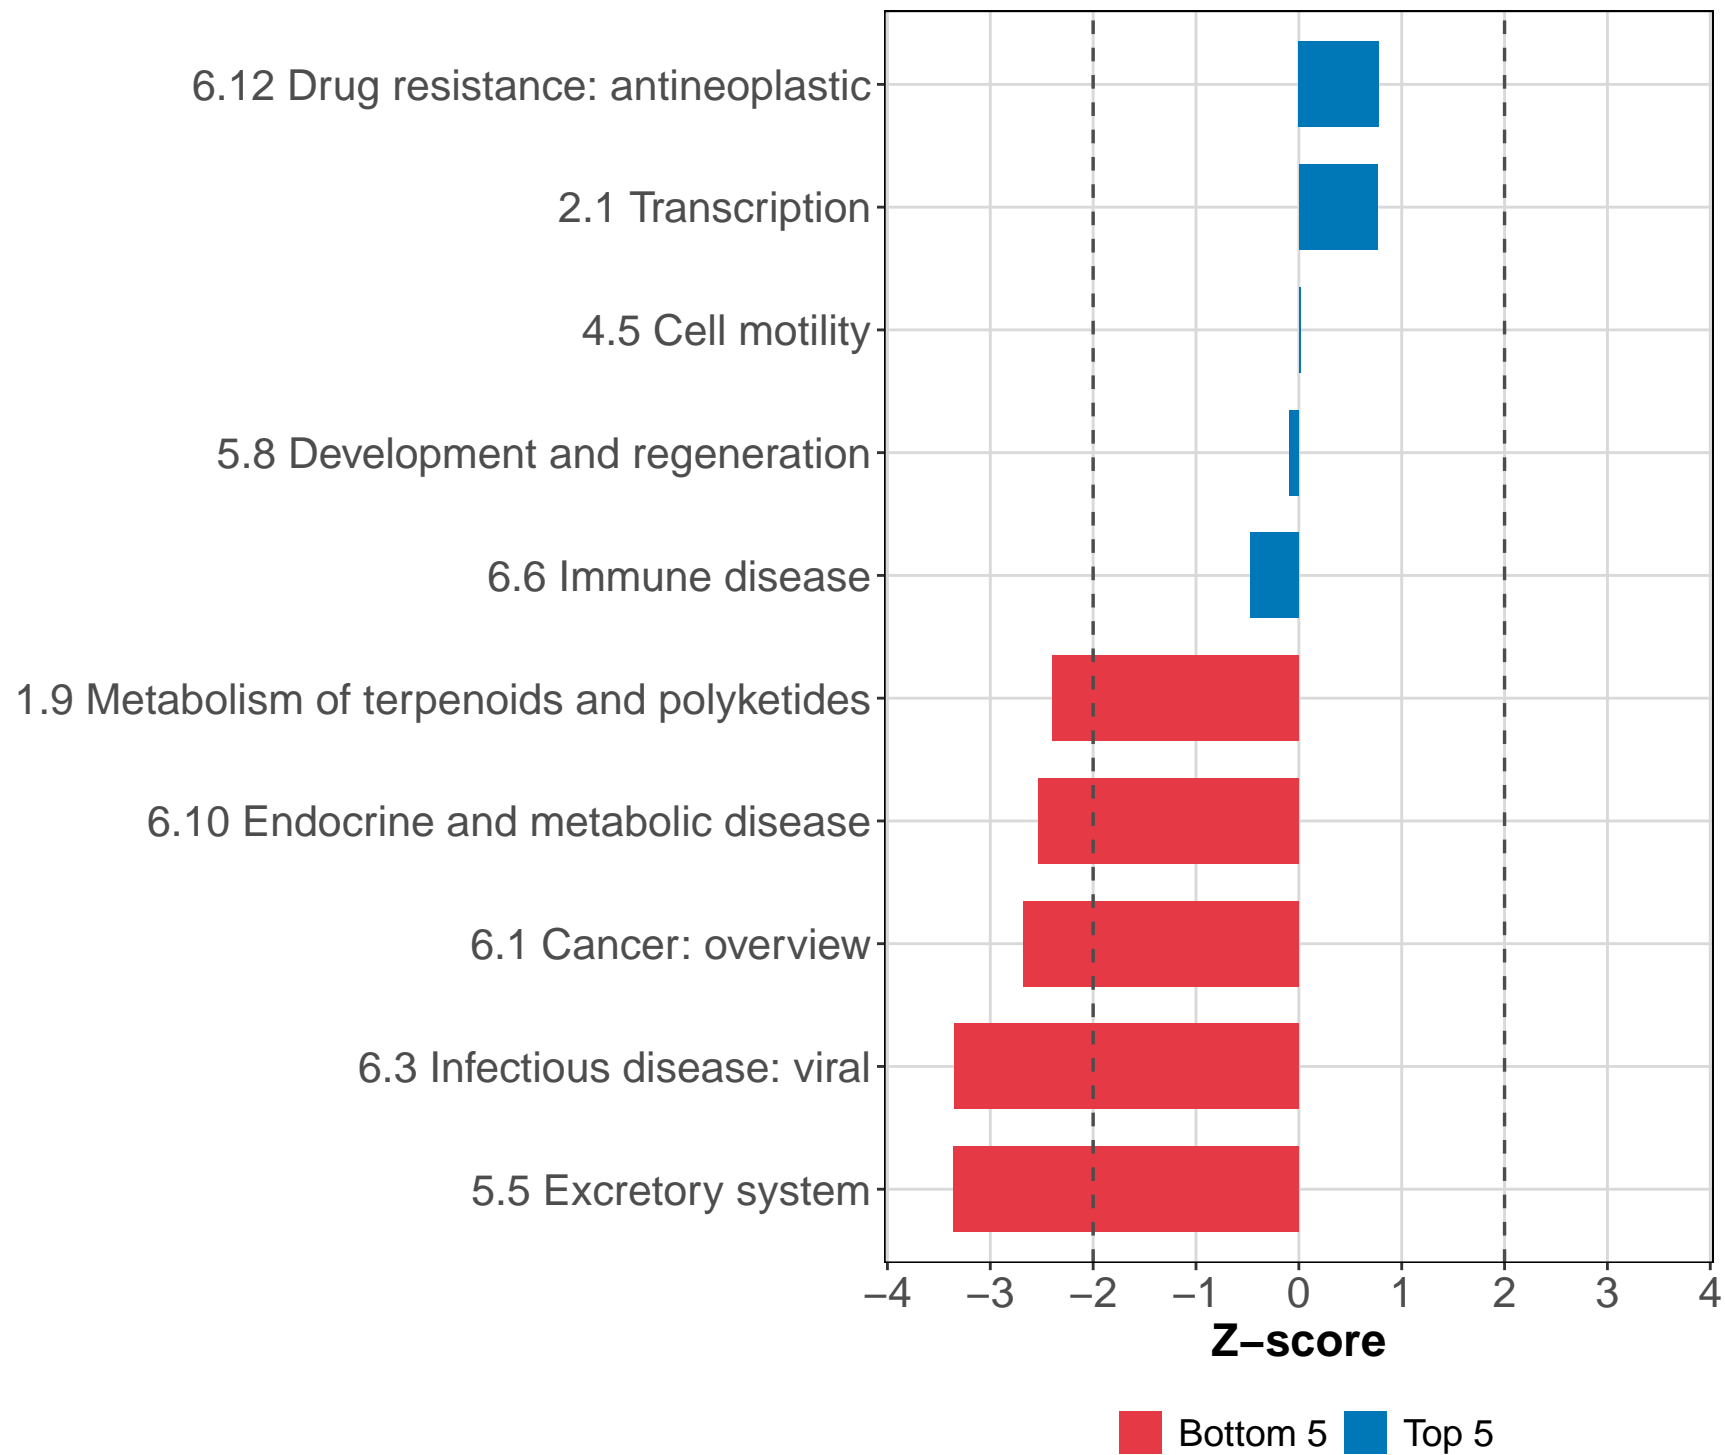 6.12 Drug resistance: antineoplastic
2.1 Transcription
4.5 Cell motility
5.8 Development and regeneration
6.6 Immune disease
1.9 Metabolism of terpenoids and polyketides
6.10 Endocrine and metabolic disease
6.1 Cancer: overview
6.3 Infectious disease: viral
5.5 Excretory system
−4 −3 −2 −1 0 1 2 3 4
Z−score
Bottom 5 Top 5